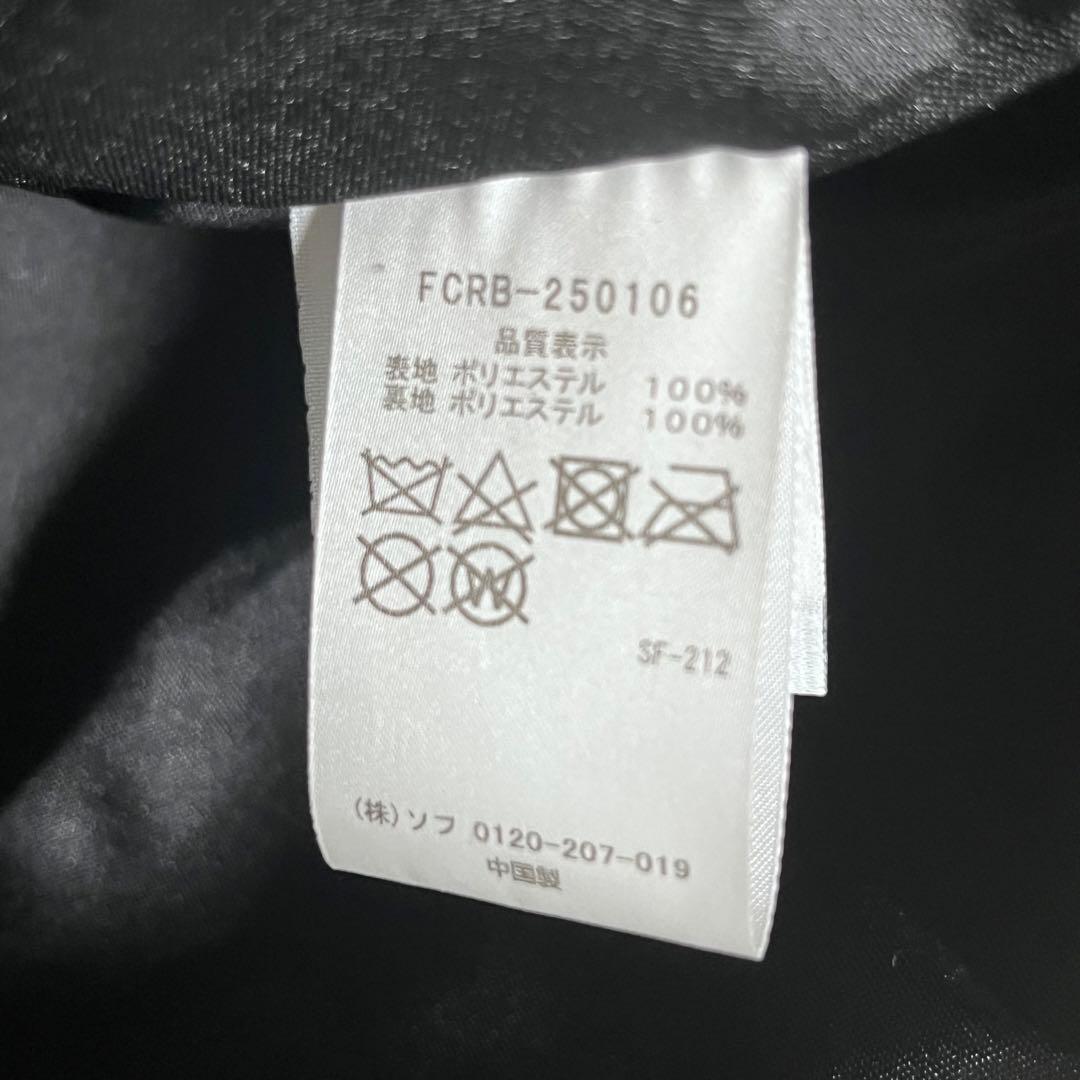 FCRB-250106
品質表示
表地 ポリエステル 100%
裏地 ポリエステル 100%
W
SF-212
(株)ソフ 0120-207-019
中国製